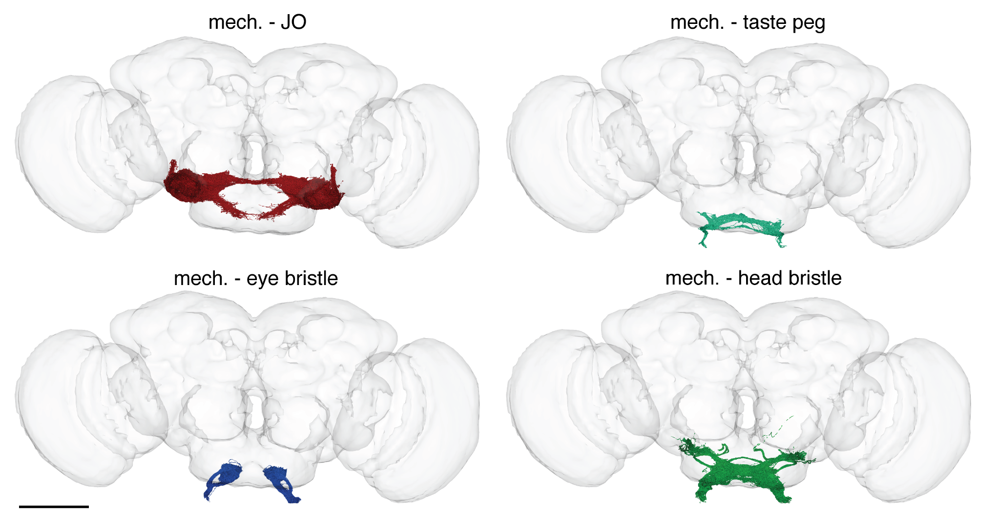 mech. - JO
mech. - taste peg
mech. - eye bristle
mech. - head bristle